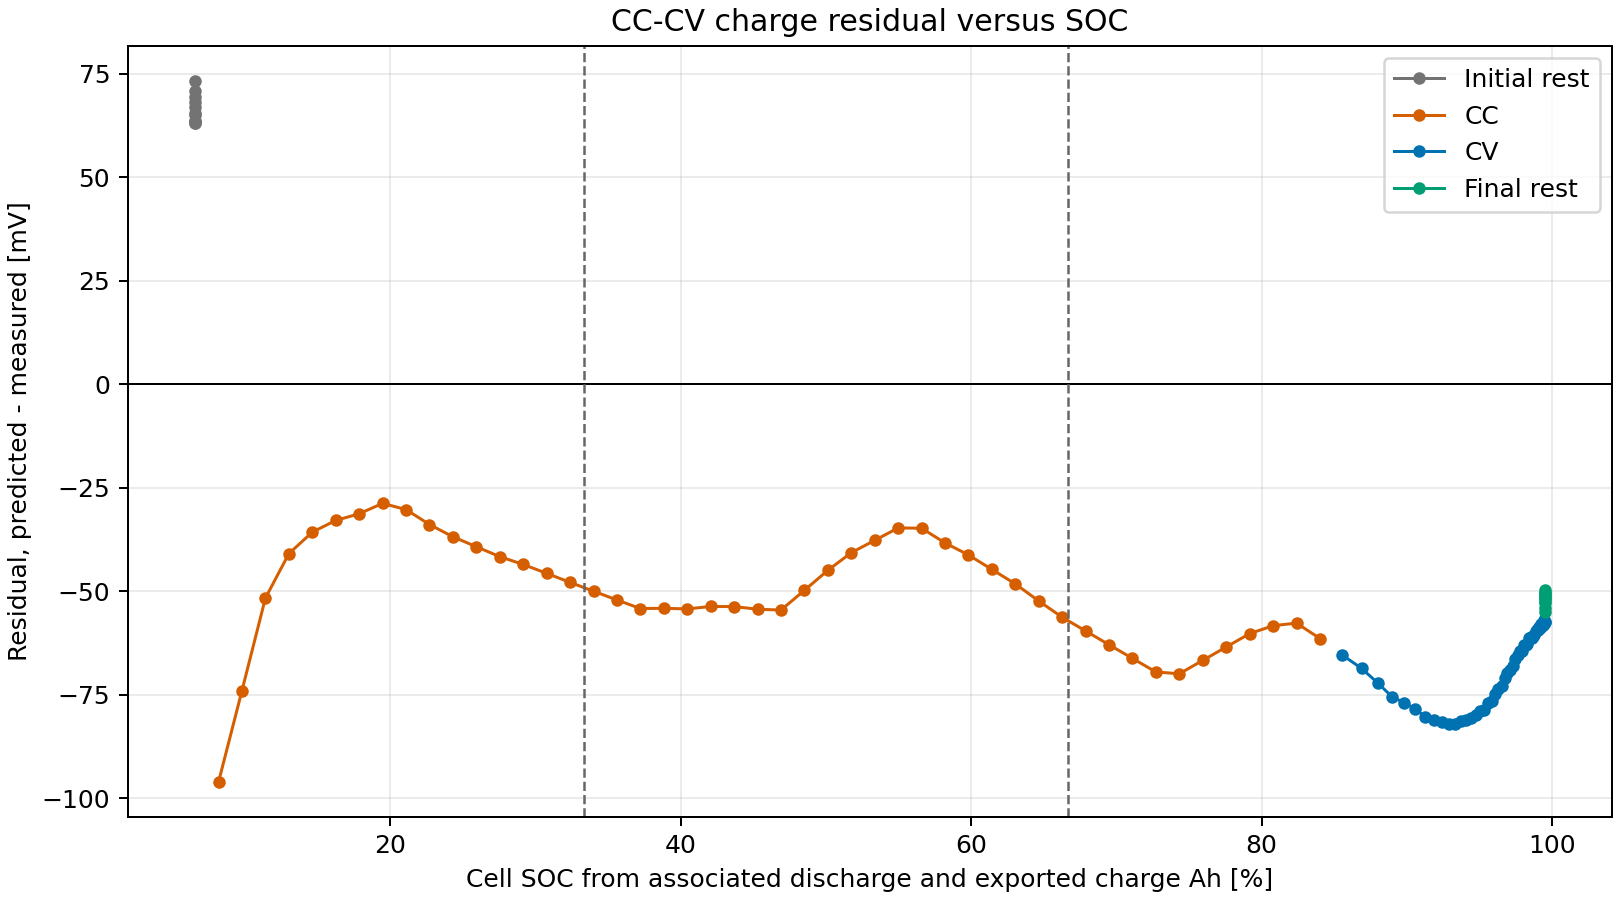 CC-CV charge residual versus SOC
Residual, predicted - measured [mV]
75
50
25
0
−25
−50
−75
−100
Initial rest
CC
CV
Final rest
20
40
60
80
100
Cell SOC from associated discharge and exported charge Ah [%]